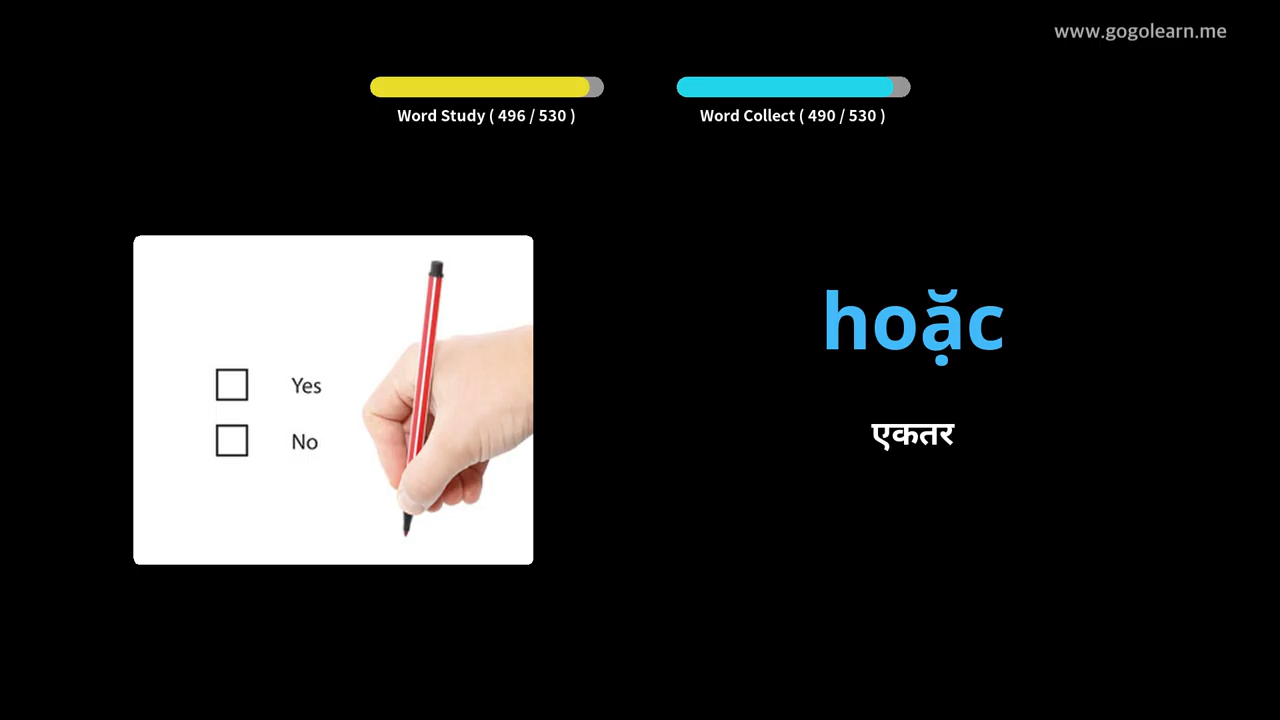 www.gogolearn.me
Word Study ( 496 / 530 )
Word Collect ( 490 / 530 )
Yes
No
hoặc
एकतर